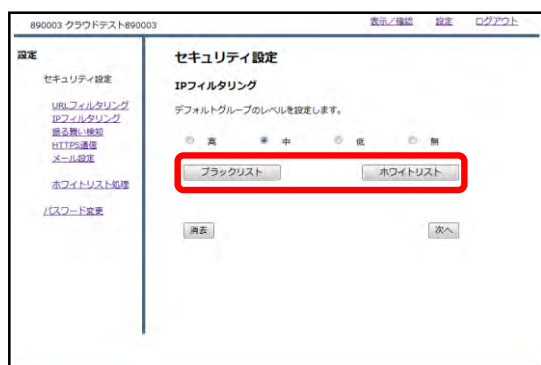 890003 クラウドテスト890003
表示/確認 設定 ログアウト
設定
セキュリティ設定
URLフィルタリング
IPフィルタリング
振る舞い検知
HTTPS通信
メール設定
ホワイトリスト処理
パスワード変更
セキュリティ設定
IPフィルタリング
デフォルトグループのレベルを設定します。
高 中 低 無
ブラックリスト ホワイトリスト
消去 次へ